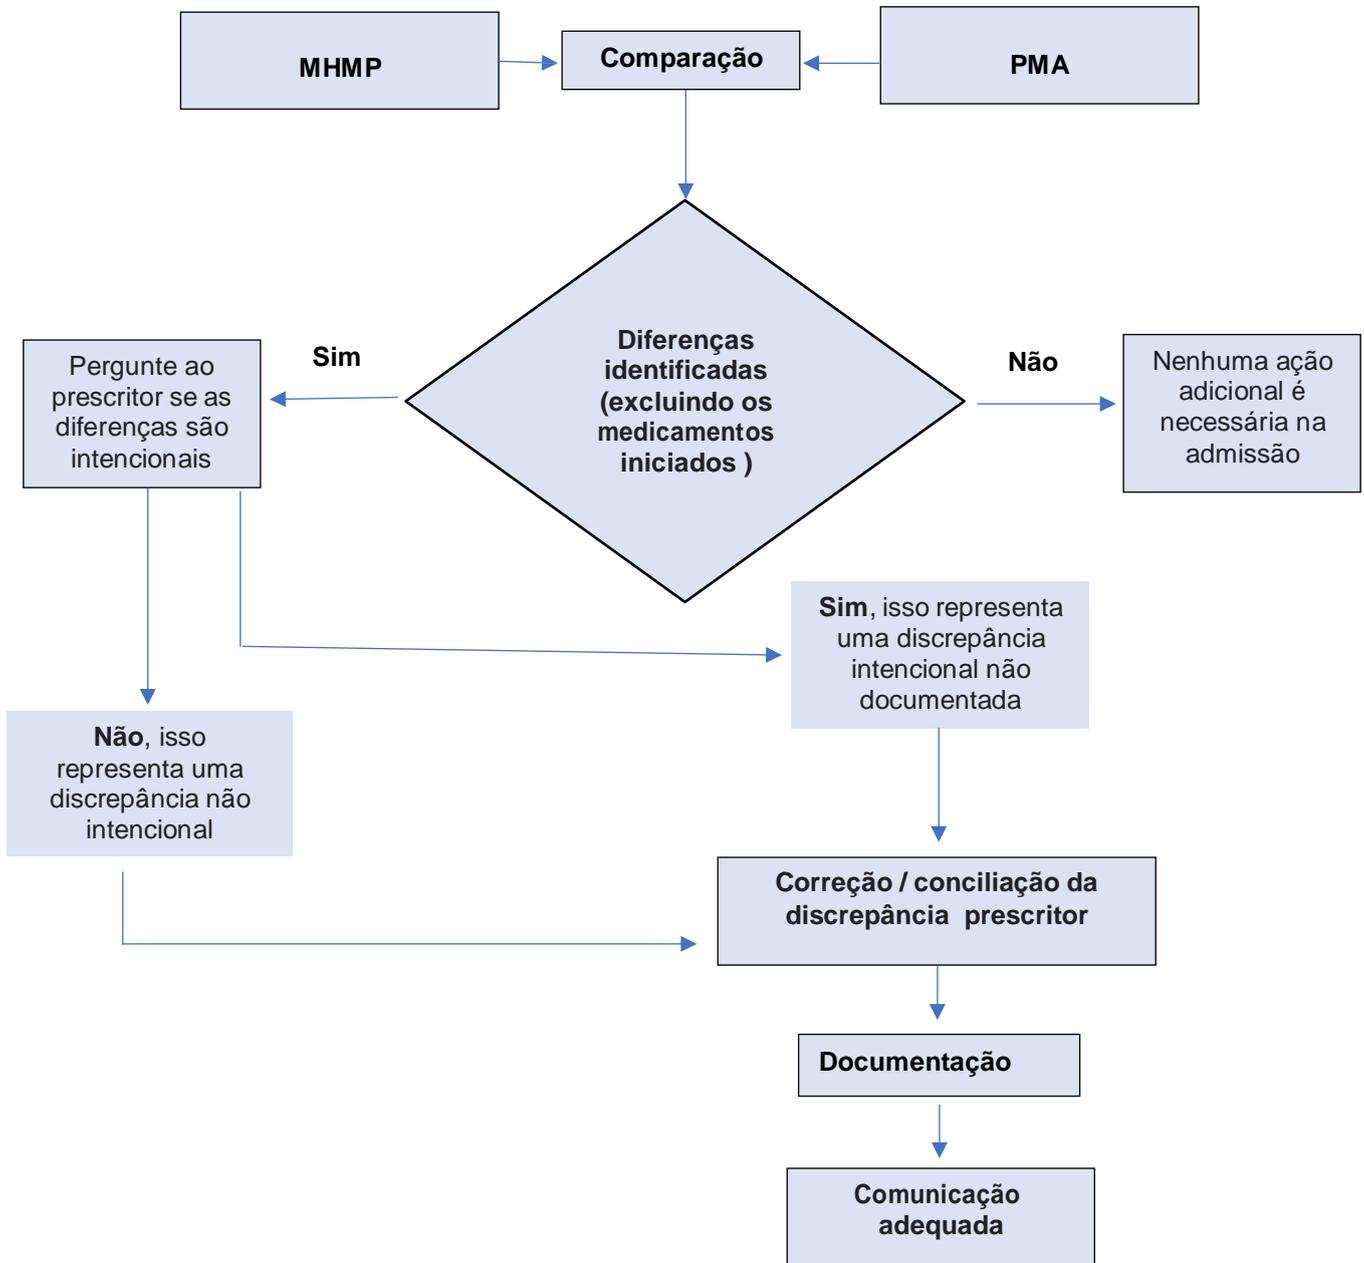 MHMP
Comparação
PMA
Diferenças
identificadas
(excluindo os
medicamentos
iniciados )
Sim
Não
Pergunte ao
prescritor se as
diferenças são
intencionais
Nenhuma ação
adicional é
necessária na
admissão
Sim, isso representa
uma discrepância
intencional não
documentada
Não, isso
representa uma
discrepância não
intencional
Correção / conciliação da
discrepância prescritor
Documentação
Comunicação
adequada